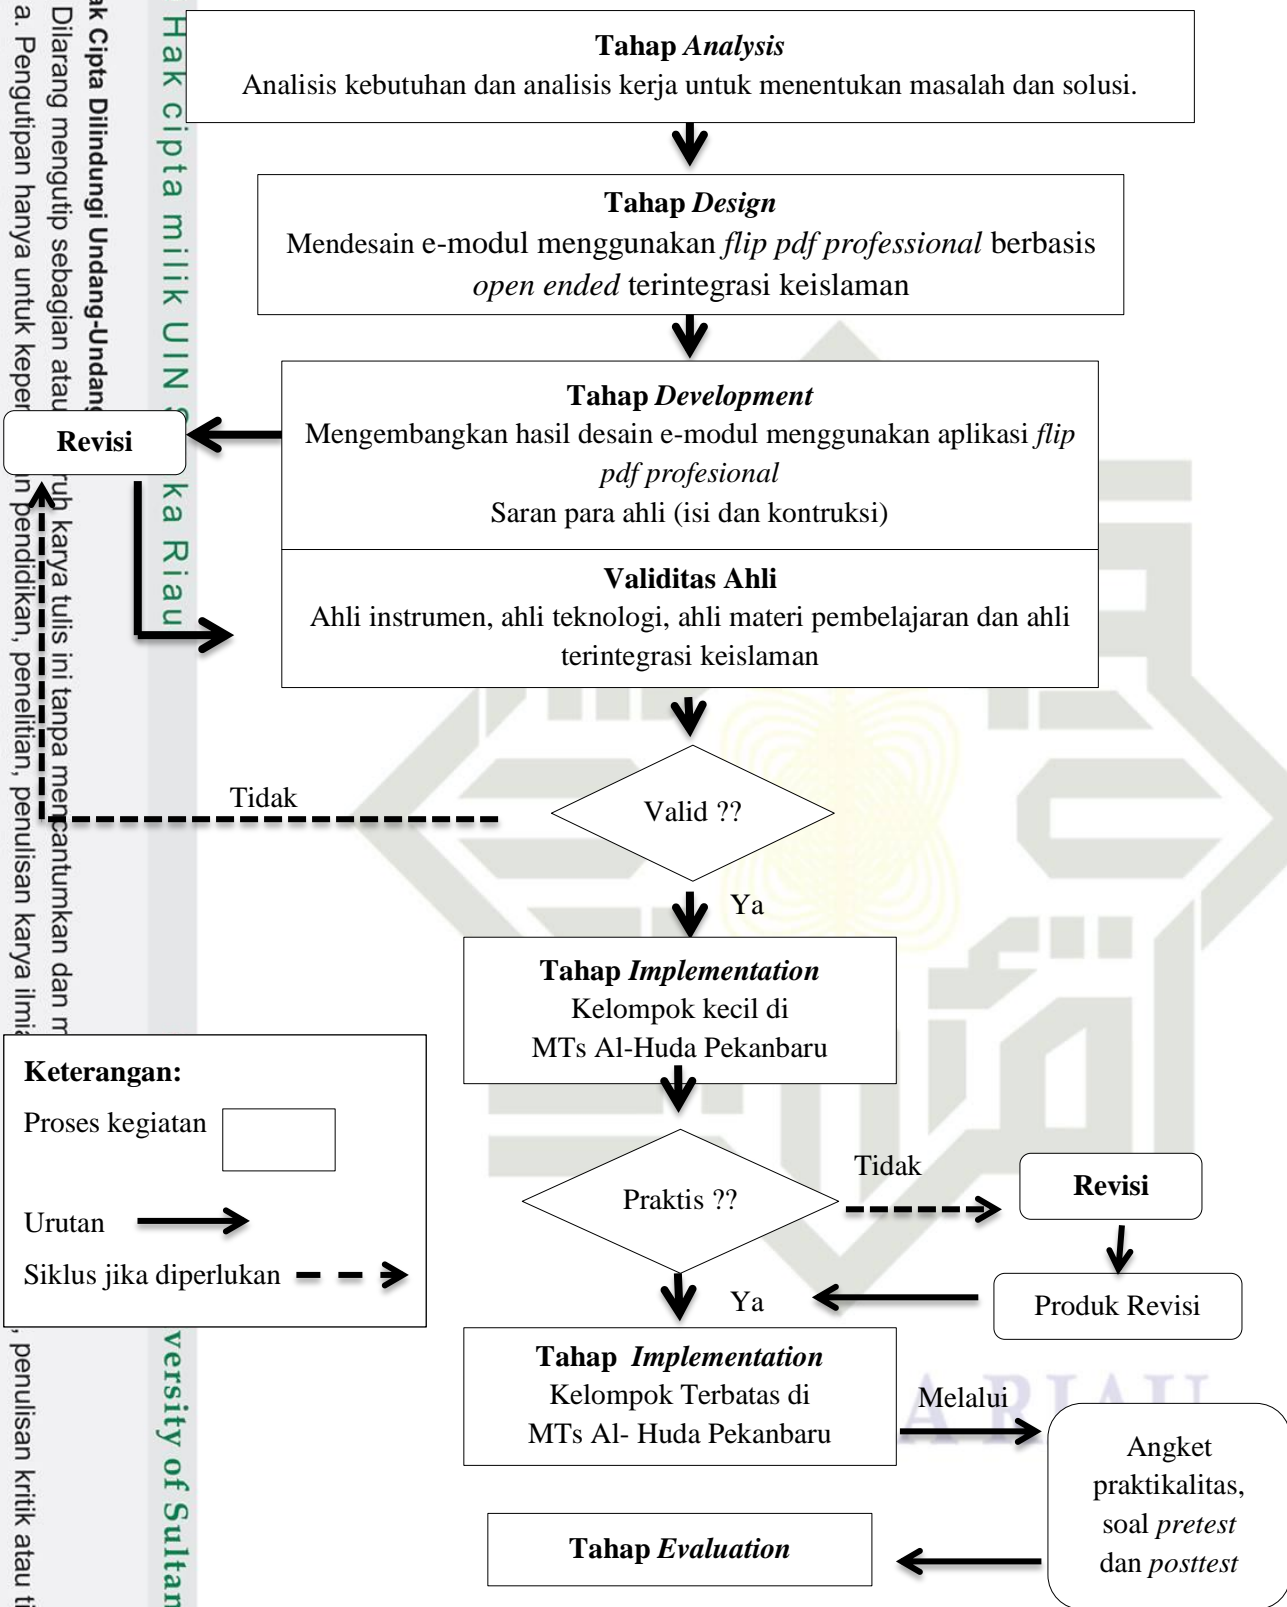 Tahap Analysis
Analisis kebutuhan dan analisis kerja untuk menentukan masalah dan solusi.
Tahap Design
Mendesain e-modul menggunakan flip pdf professional berbasis
open ended terintegrasi keislaman
Tahap Development
Mengembangkan hasil desain e-modul menggunakan aplikasi flip
pdf profesional
Saran para ahli (isi dan kontruksi)
Revisi
Validitas Ahli
Ahli instrumen, ahli teknologi, ahli materi pembelajaran dan ahli
terintegrasi keislaman
Valid ??
Tidak
Ya
Tahap Implementation
Kelompok kecil di
MTs Al-Huda Pekanbaru
Keterangan:
Proses kegiatan
Urutan
Siklus jika diperlukan
Praktis ??
Tidak
Revisi
Produk Revisi
Ya
Tahap Implementation
Kelompok Terbatas di
MTs Al- Huda Pekanbaru
Melalui
Angket
praktikalitas,
soal pretest
dan posttest
Tahap Evaluation
Hak cipta milik UIN S ka Riau
versity of Sultan
Cipta Dilindungi Undang-Undang
Dilarang mengutip sebagian atau ruh karya tulis ini tanpa mencantumkan dan
a. Pengutipan hanya untuk pendidikan, penelitian, penulisan karya , penulisan kritik atau
A RIAU